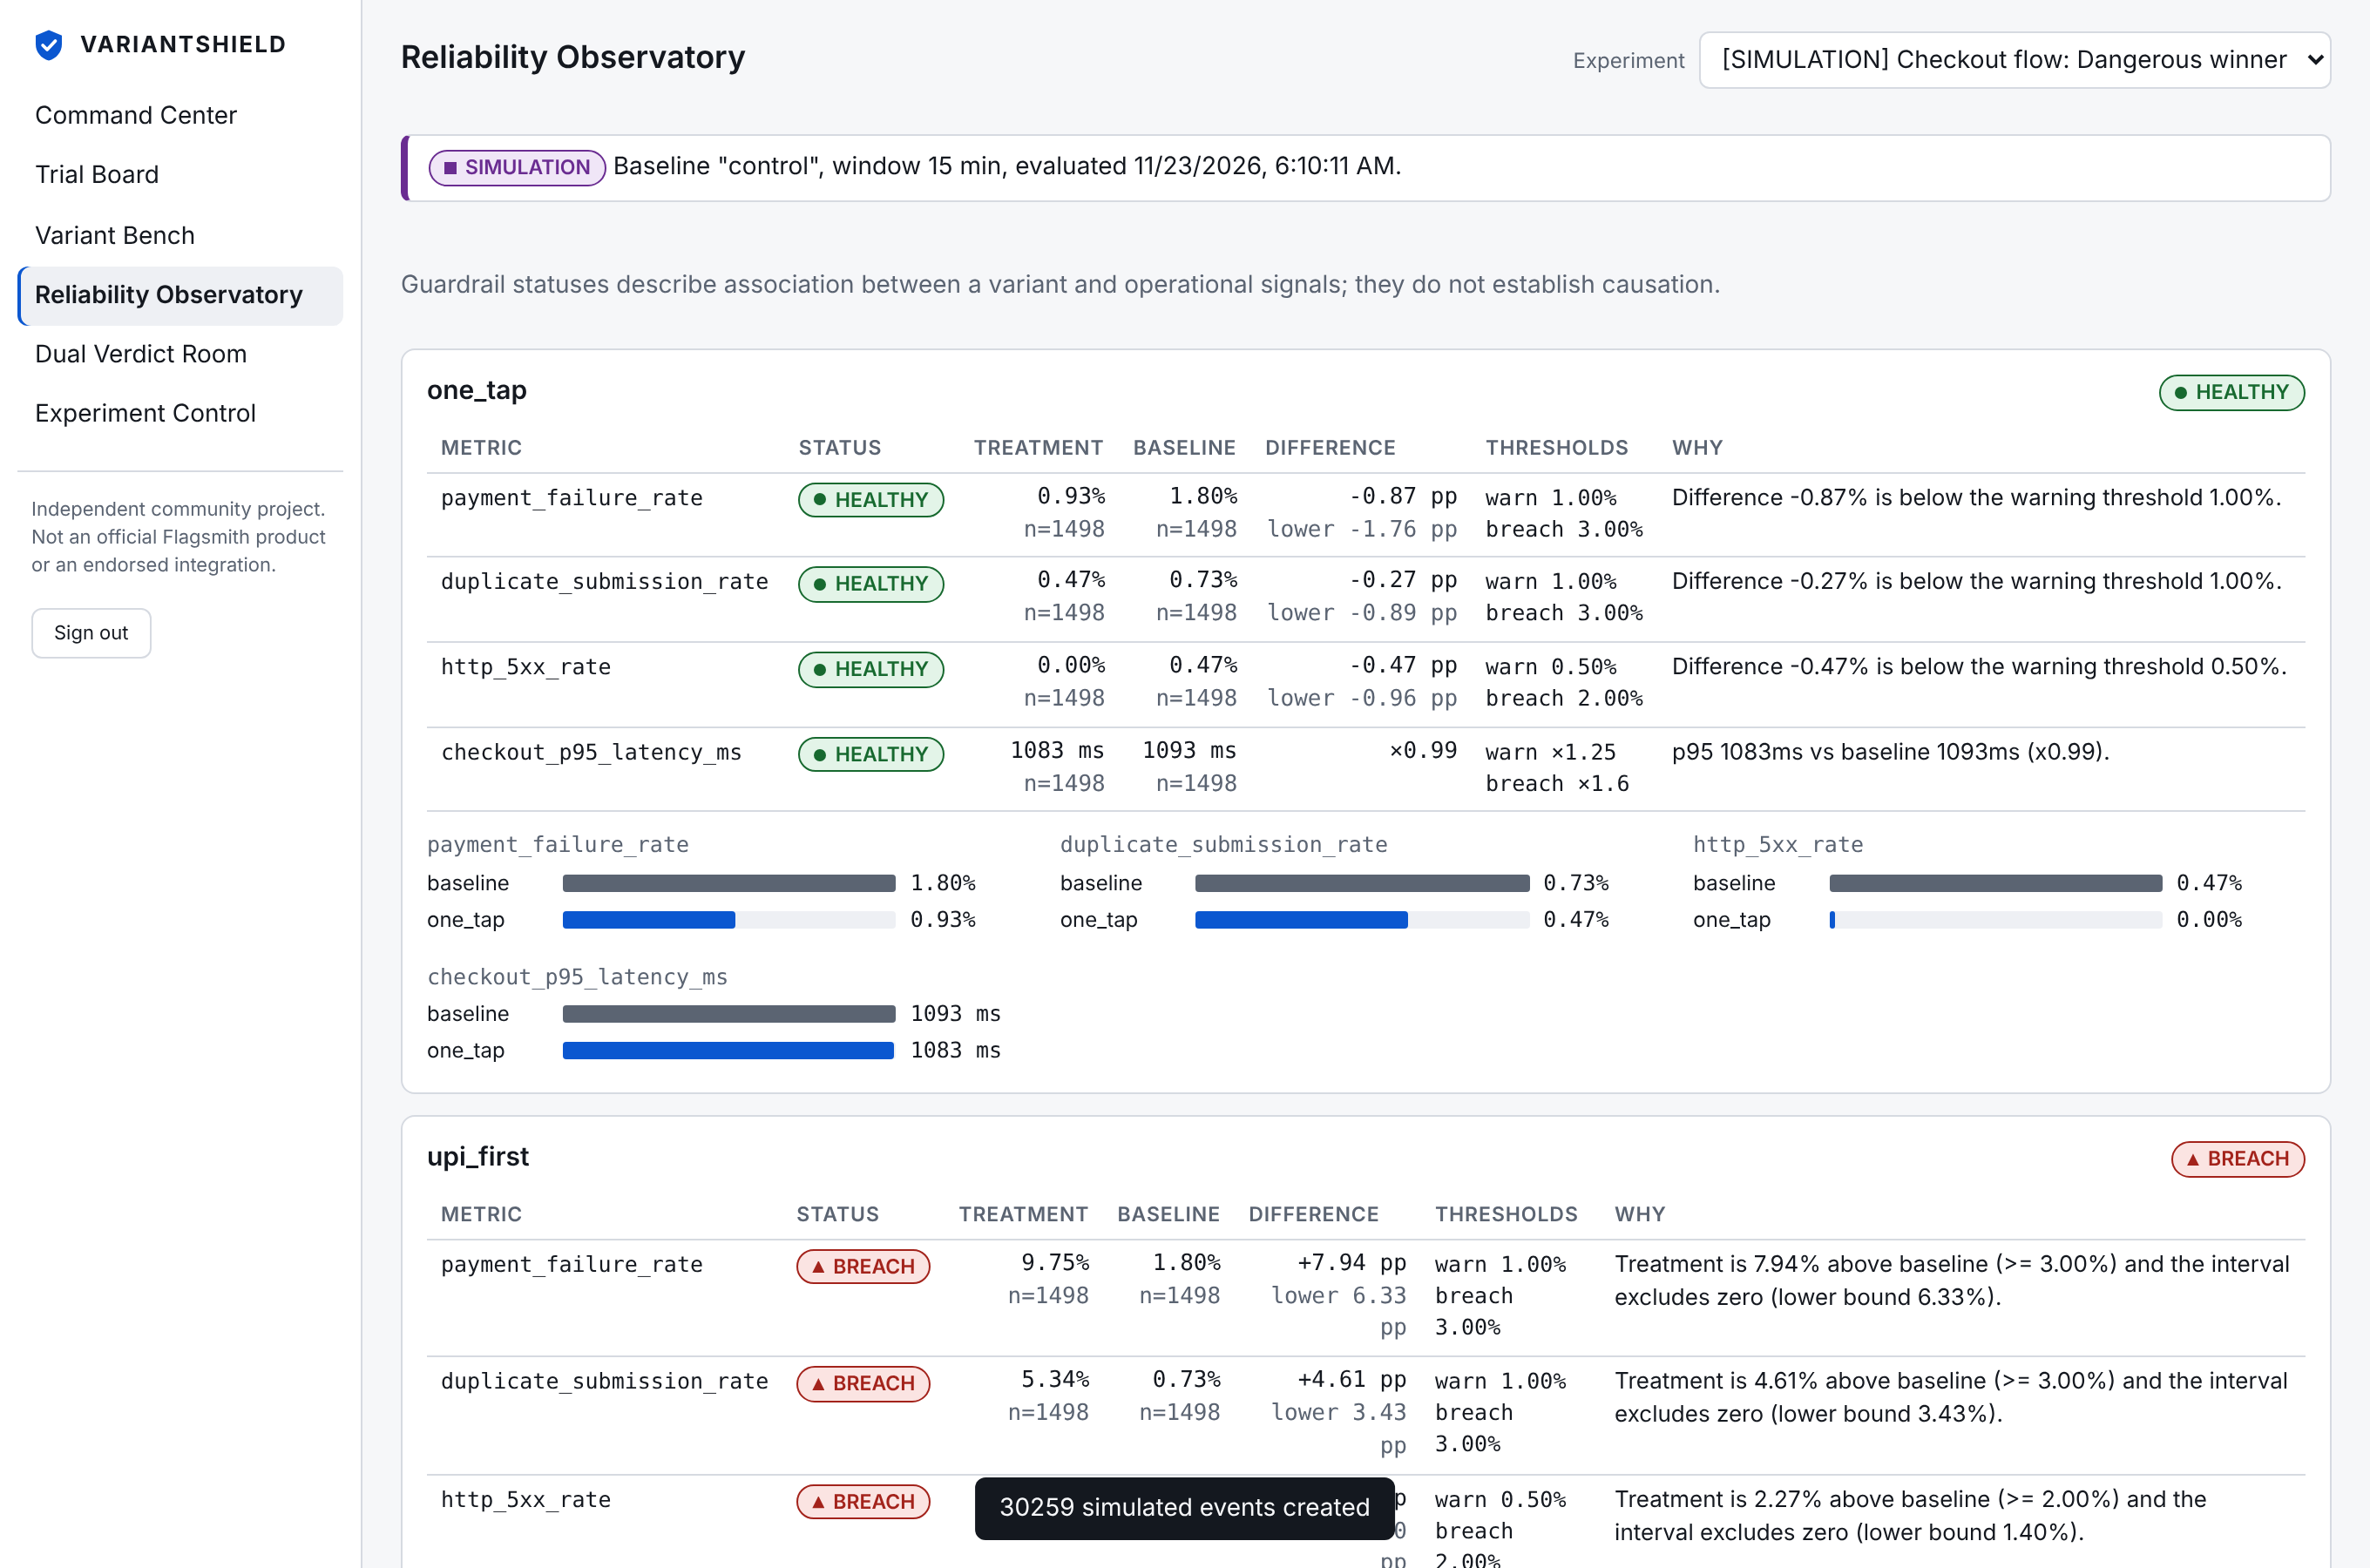 VARIANTSHIELD
Command Center
Trial Board
Variant Bench
Reliability Observatory
Dual Verdict Room
Experiment Control
Independent community project.
Not an official Flagsmith product
or an endorsed integration.
Sign out
Reliability Observatory
Experiment [SIMULATION] Checkout flow: Dangerous winner
SIMULATION Baseline "control", window 15 min, evaluated 11/23/2026, 6:10:11 AM.
Guardrail statuses describe association between a variant and operational signals; they do not establish causation.
one_tap HEALTHY
METRIC STATUS TREATMENT BASELINE DIFFERENCE THRESHOLDS WHY
payment_failure_rate HEALTHY 0.93% 1.80% -0.87 pp warn 1.00% Difference -0.87% is below the warning threshold 1.00%.
n=1498 n=1498 lower -1.76 pp breach 3.00%
duplicate_submission_rate HEALTHY 0.47% 0.73% -0.27 pp warn 1.00% Difference -0.27% is below the warning threshold 1.00%.
n=1498 n=1498 lower -0.89 pp breach 3.00%
http_5xx_rate HEALTHY 0.00% 0.47% -0.47 pp warn 0.50% Difference -0.47% is below the warning threshold 0.50%.
n=1498 n=1498 lower -0.96 pp breach 2.00%
checkout_p95_latency_ms HEALTHY 1083 ms 1093 ms ×0.99 warn ×1.25 p95 1083ms vs baseline 1093ms (x0.99).
n=1498 n=1498 breach ×1.6
payment_failure_rate
baseline 1.80%
one_tap 0.93%
duplicate_submission_rate
baseline 0.73%
one_tap 0.47%
http_5xx_rate
baseline 0.47%
one_tap 0.00%
checkout_p95_latency_ms
baseline 1093 ms
one_tap 1083 ms
upi_first BREACH
METRIC STATUS TREATMENT BASELINE DIFFERENCE THRESHOLDS WHY
payment_failure_rate BREACH 9.75% 1.80% +7.94 pp warn 1.00% Treatment is 7.94% above baseline (>= 3.00%) and the interval
n=1498 n=1498 lower 6.33 breach excludes zero (lower bound 6.33%).
pp 3.00%
duplicate_submission_rate BREACH 5.34% 0.73% +4.61 pp warn 1.00% Treatment is 4.61% above baseline (>= 3.00%) and the interval
n=1498 n=1498 lower 3.43 breach excludes zero (lower bound 3.43%).
pp 3.00%
http_5xx_rate BREACH warn 0.50% Treatment is 2.27% above baseline (>= 2.00%) and the
breach interval excludes zero (lower bound 1.40%).
pp 2.00%
30259 simulated events created